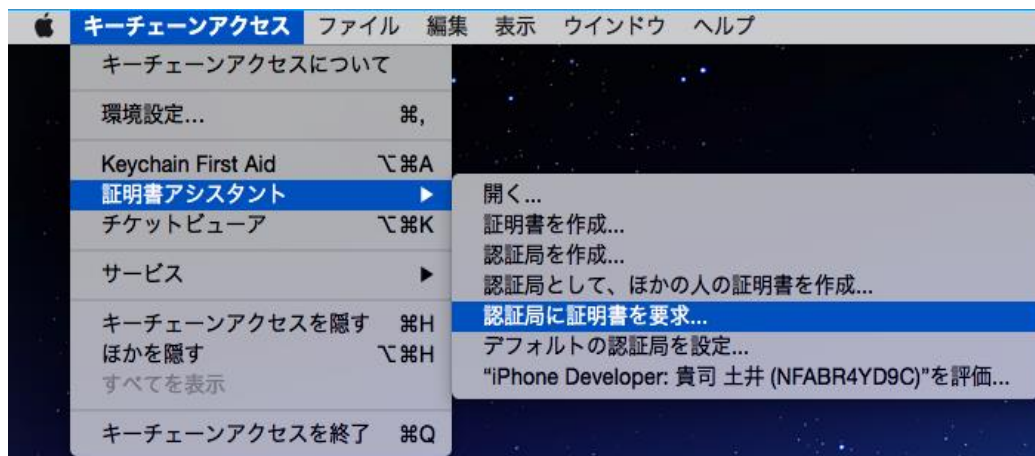 キーチェーンアクセス ファイル 編集 表示 ウインドウ ヘルプ
キーチェーンアクセスについて
環境設定... ⌘,
Keychain First Aid ⌥⌘A
証明書アシスタント ▶
チケットビューア ⌥⌘K
サービス ▶
キーチェーンアクセスを隠す ⌘H
ほかを隠す ⌥⌘H
すべてを表示
キーチェーンアクセスを終了 ⌘Q
開く...
証明書を作成...
認証局を作成...
認証局として、ほかの人の証明書を作成...
認証局に証明書を要求...
デフォルトの認証局を設定...
“iPhone Developer: 貴司 土井 (NFABR4YD9C)”を評価...